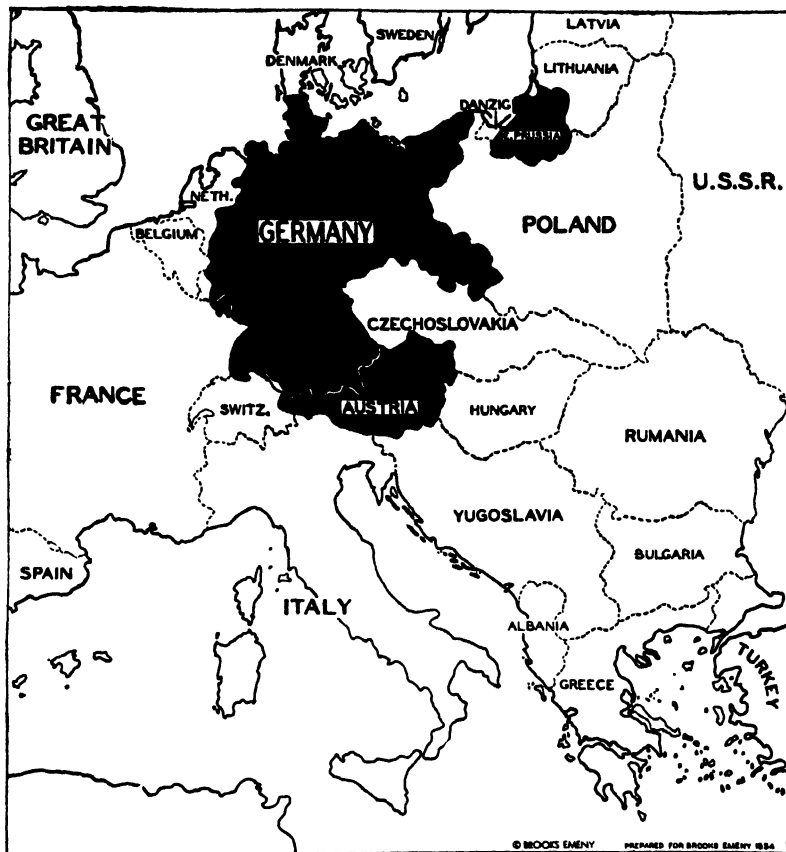 LATVIA
SWEDEN
DENMARK
LITHUANIA
DANZIG
GREAT
BRITAIN
E. PRUSSIA
U.S.S.R.
NETH.
BELGIUM
GERMANY
POLAND
CZECHOSLOVAKIA
FRANCE
SWITZ.
AUSTRIA
HUNGARY
RUMANIA
YUGOSLAVIA
BULGARIA
SPAIN
ITALY
ALBANIA
TURKEY
GREECE
© BROOKS EMENY PREPARED FOR BROOKS EMENY 1934